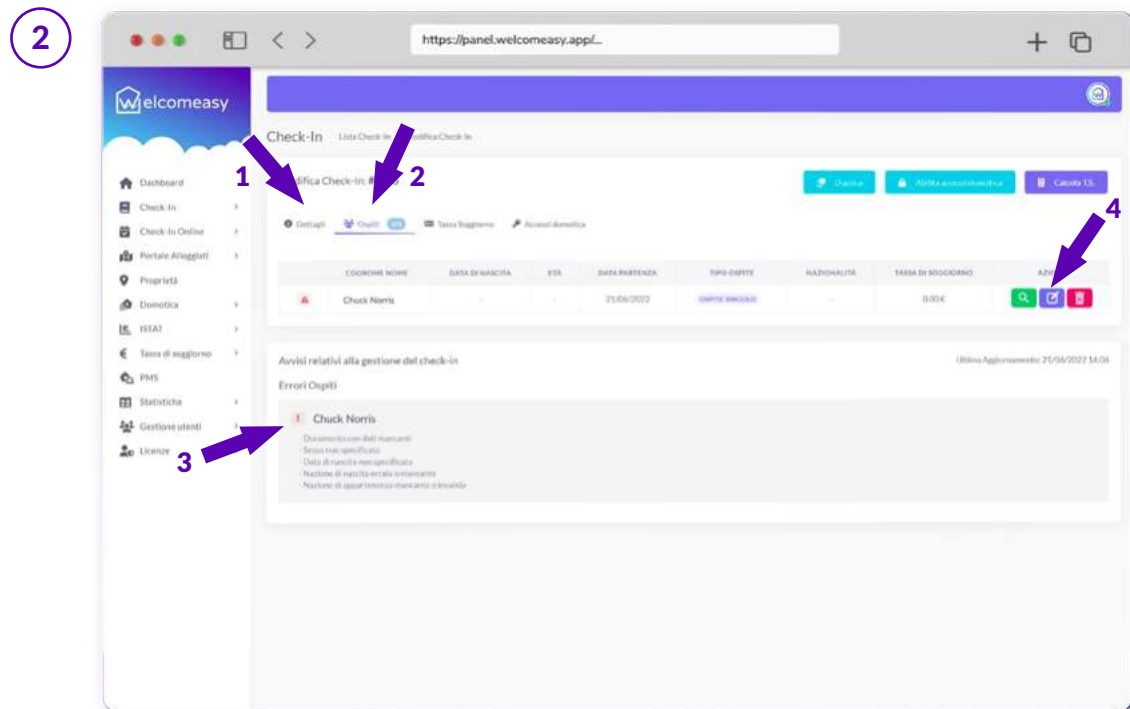 2
https://panel.welcomeasy.app/...
Welcomeasy
Check-In Lista Check-In Check-In
1
2
Check-In:
4
Dashboard
Check In
Check-In Online
Portale Alloggiati
Proprietà
Domotica
ISTAT
Tassa di soggiorno
PMS
Statistiche
Gestione utenti
Licenze
3
Calcola T.S.
Dettagli Ospiti Tassa Soggiorno Accessi domotica
COGNOME NOME DATA DI NASCITA ETÀ DATA PARTENZA TIPO OSPITE NAZIONALITÀ TASSA DI SOGGIORNO
Chuck Norris - - 21/06/2022 OSPITE SINGOLO - 0.00 €
Avvisi relativi alla gestione del check-in
Ultimo Aggiornamento: 21/06/2022 14:06
Errori Ospiti
! Chuck Norris
- Documento con dati mancanti
- Sesso non specificato
- Data di nascita non specificata
- Nazione di nascita errata o mancante
- Nazione di appartenenza mancante o invalida